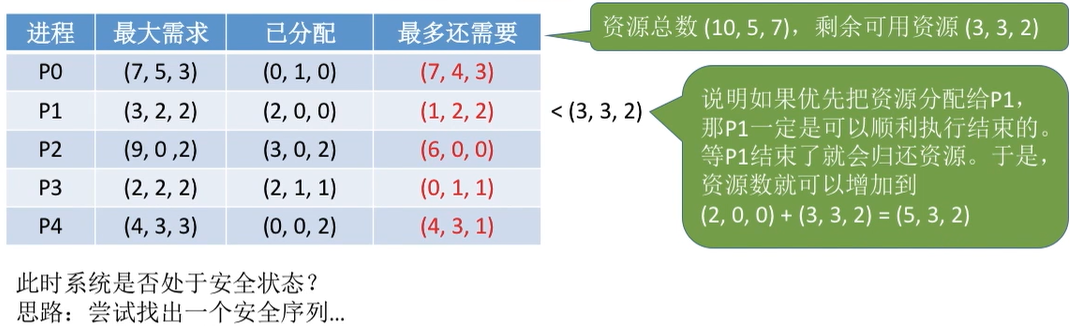 进程 最大需求 已分配 最多还需要
P0 (7, 5, 3) (0, 1, 0) (7, 4, 3)
P1 (3, 2, 2) (2, 0, 0) (1, 2, 2)
P2 (9, 0 ,2) (3, 0, 2) (6, 0, 0)
P3 (2, 2, 2) (2, 1, 1) (0, 1, 1)
P4 (4, 3, 3) (0, 0, 2) (4, 3, 1)
资源总数 (10, 5, 7)，剩余可用资源 (3, 3, 2)
< (3, 3, 2)
说明如果优先把资源分配给P1，
那P1一定是可以顺利执行结束的。
等P1结束了就会归还资源。于是，
资源数就可以增加到
(2, 0, 0) + (3, 3, 2) = (5, 3, 2)
此时系统是否处于安全状态？
思路：尝试找出一个安全序列...